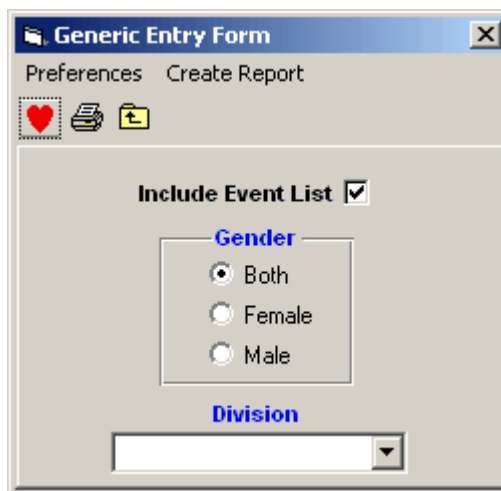 Generic Entry Form
Preferences Create Report
Include Event List
Gender
Both
Female
Male
Division